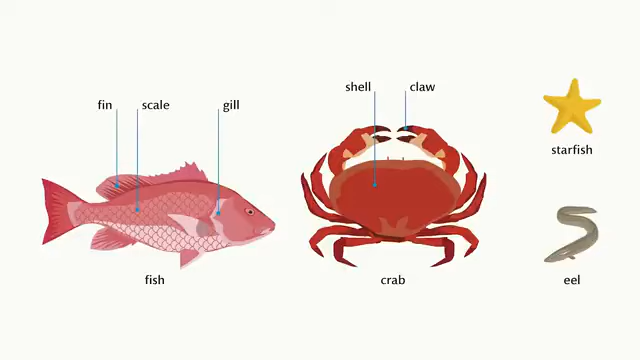 shell claw
fin scale gill
starfish
fish crab eel